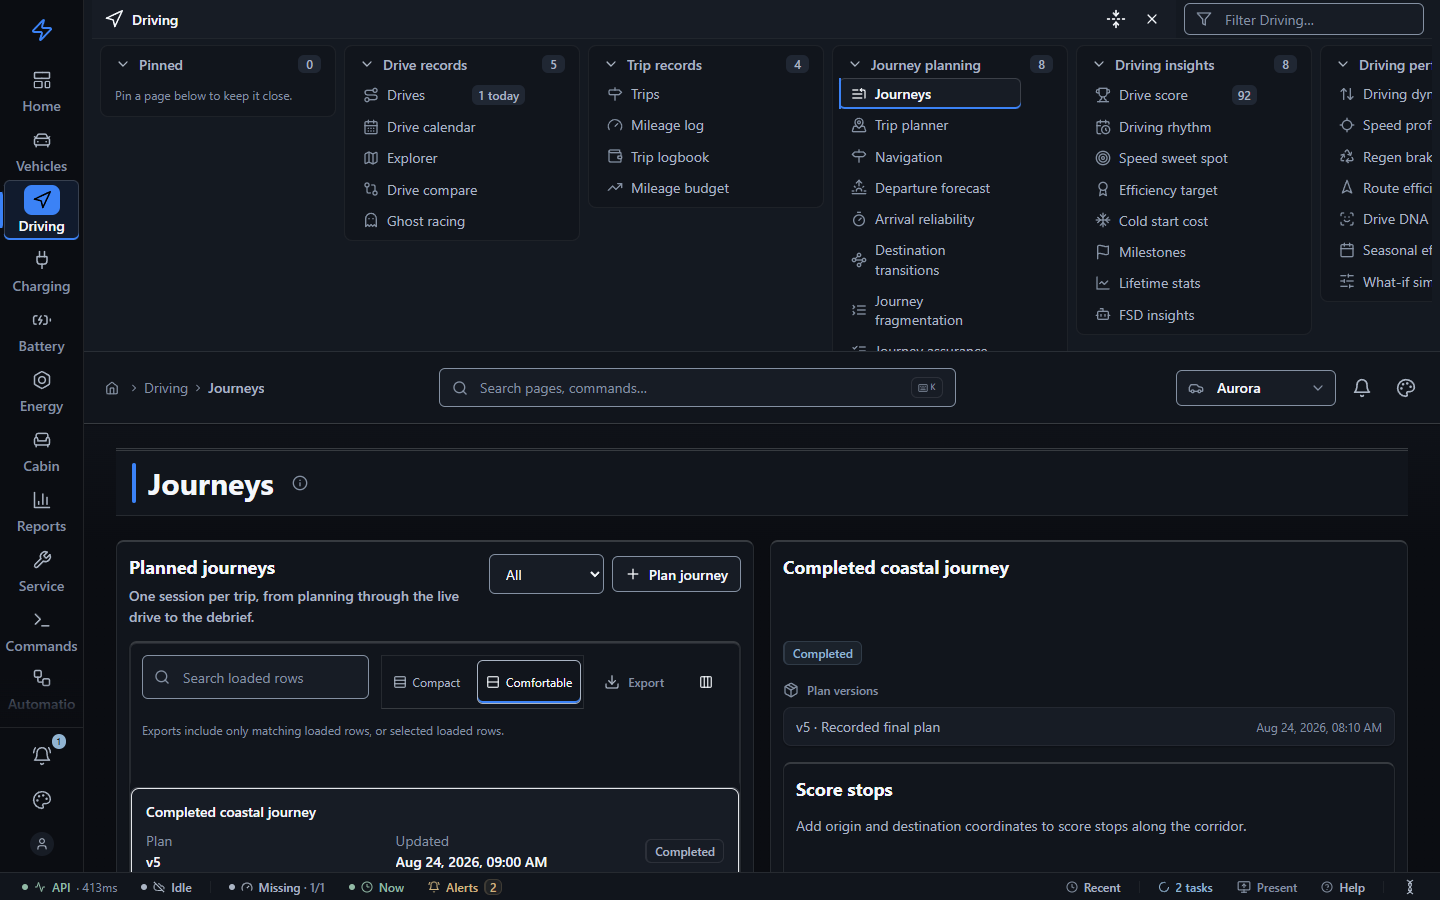 Driving
Filter Driving...
Home
Vehicles
Driving
Charging
Battery
Energy
Cabin
Reports
Service
Commands
Automatio
1
Pinned 0
Pin a page below to keep it close.
Drive records 5
Drives 1 today
Drive calendar
Explorer
Drive compare
Ghost racing
Trip records 4
Trips
Mileage log
Trip logbook
Mileage budget
Journey planning 8
Journeys
Trip planner
Navigation
Departure forecast
Arrival reliability
Destination
transitions
Journey
fragmentation
Journey assurance
Driving insights 8
Drive score 92
Driving rhythm
Speed sweet spot
Efficiency target
Cold start cost
Milestones
Lifetime stats
FSD insights
Driving per
Driving dyn
Speed prof
Regen brak
Route effici
Drive DNA
Seasonal ef
What-if sim
Driving > Journeys
Search pages, commands...
K
Aurora
Journeys
Planned journeys
One session per trip, from planning through the live
drive to the debrief.
All
Plan journey
Search loaded rows
Compact
Comfortable
Export
Exports include only matching loaded rows, or selected loaded rows.
Completed coastal journey
Plan
v5
Updated
Aug 24, 2026, 09:00 AM
Completed
Completed coastal journey
Completed
Plan versions
v5 · Recorded final plan
Aug 24, 2026, 08:10 AM
Score stops
Add origin and destination coordinates to score stops along the corridor.
API · 413ms
Idle
Missing · 1/1
Now
Alerts 2
Recent
2 tasks
Present
Help